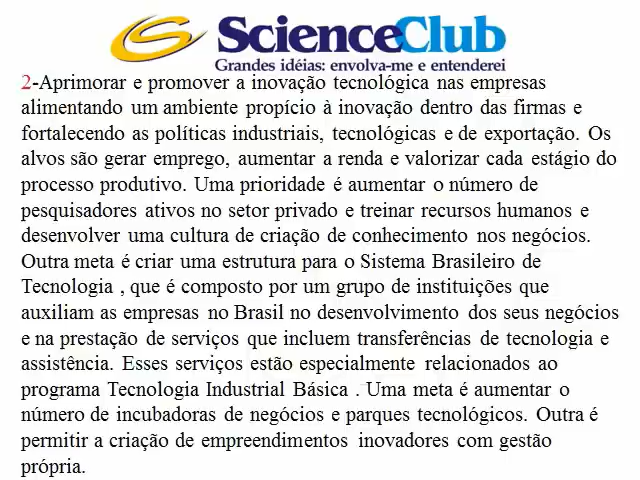 ScienceClub
Grandes idéias: envolva-me e entenderei
2-Aprimorar e promover a inovação tecnológica nas empresas
alimentando um ambiente propício à inovação dentro das firmas e
fortalecendo as políticas industriais, tecnológicas e de exportação. Os
alvos são gerar emprego, aumentar a renda e valorizar cada estágio do
processo produtivo. Uma prioridade é aumentar o número de
pesquisadores ativos no setor privado e treinar recursos humanos e
desenvolver uma cultura de criação de conhecimento nos negócios.
Outra meta é criar uma estrutura para o Sistema Brasileiro de
Tecnologia , que é composto por um grupo de instituições que
auxiliam as empresas no Brasil no desenvolvimento dos seus negócios
e na prestação de serviços que incluem transferências de tecnologia e
assistência. Esses serviços estão especialmente relacionados ao
programa Tecnologia Industrial Básica . Uma meta é aumentar o
número de incubadoras de negócios e parques tecnológicos. Outra é
permitir a criação de empreendimentos inovadores com gestão
própria.